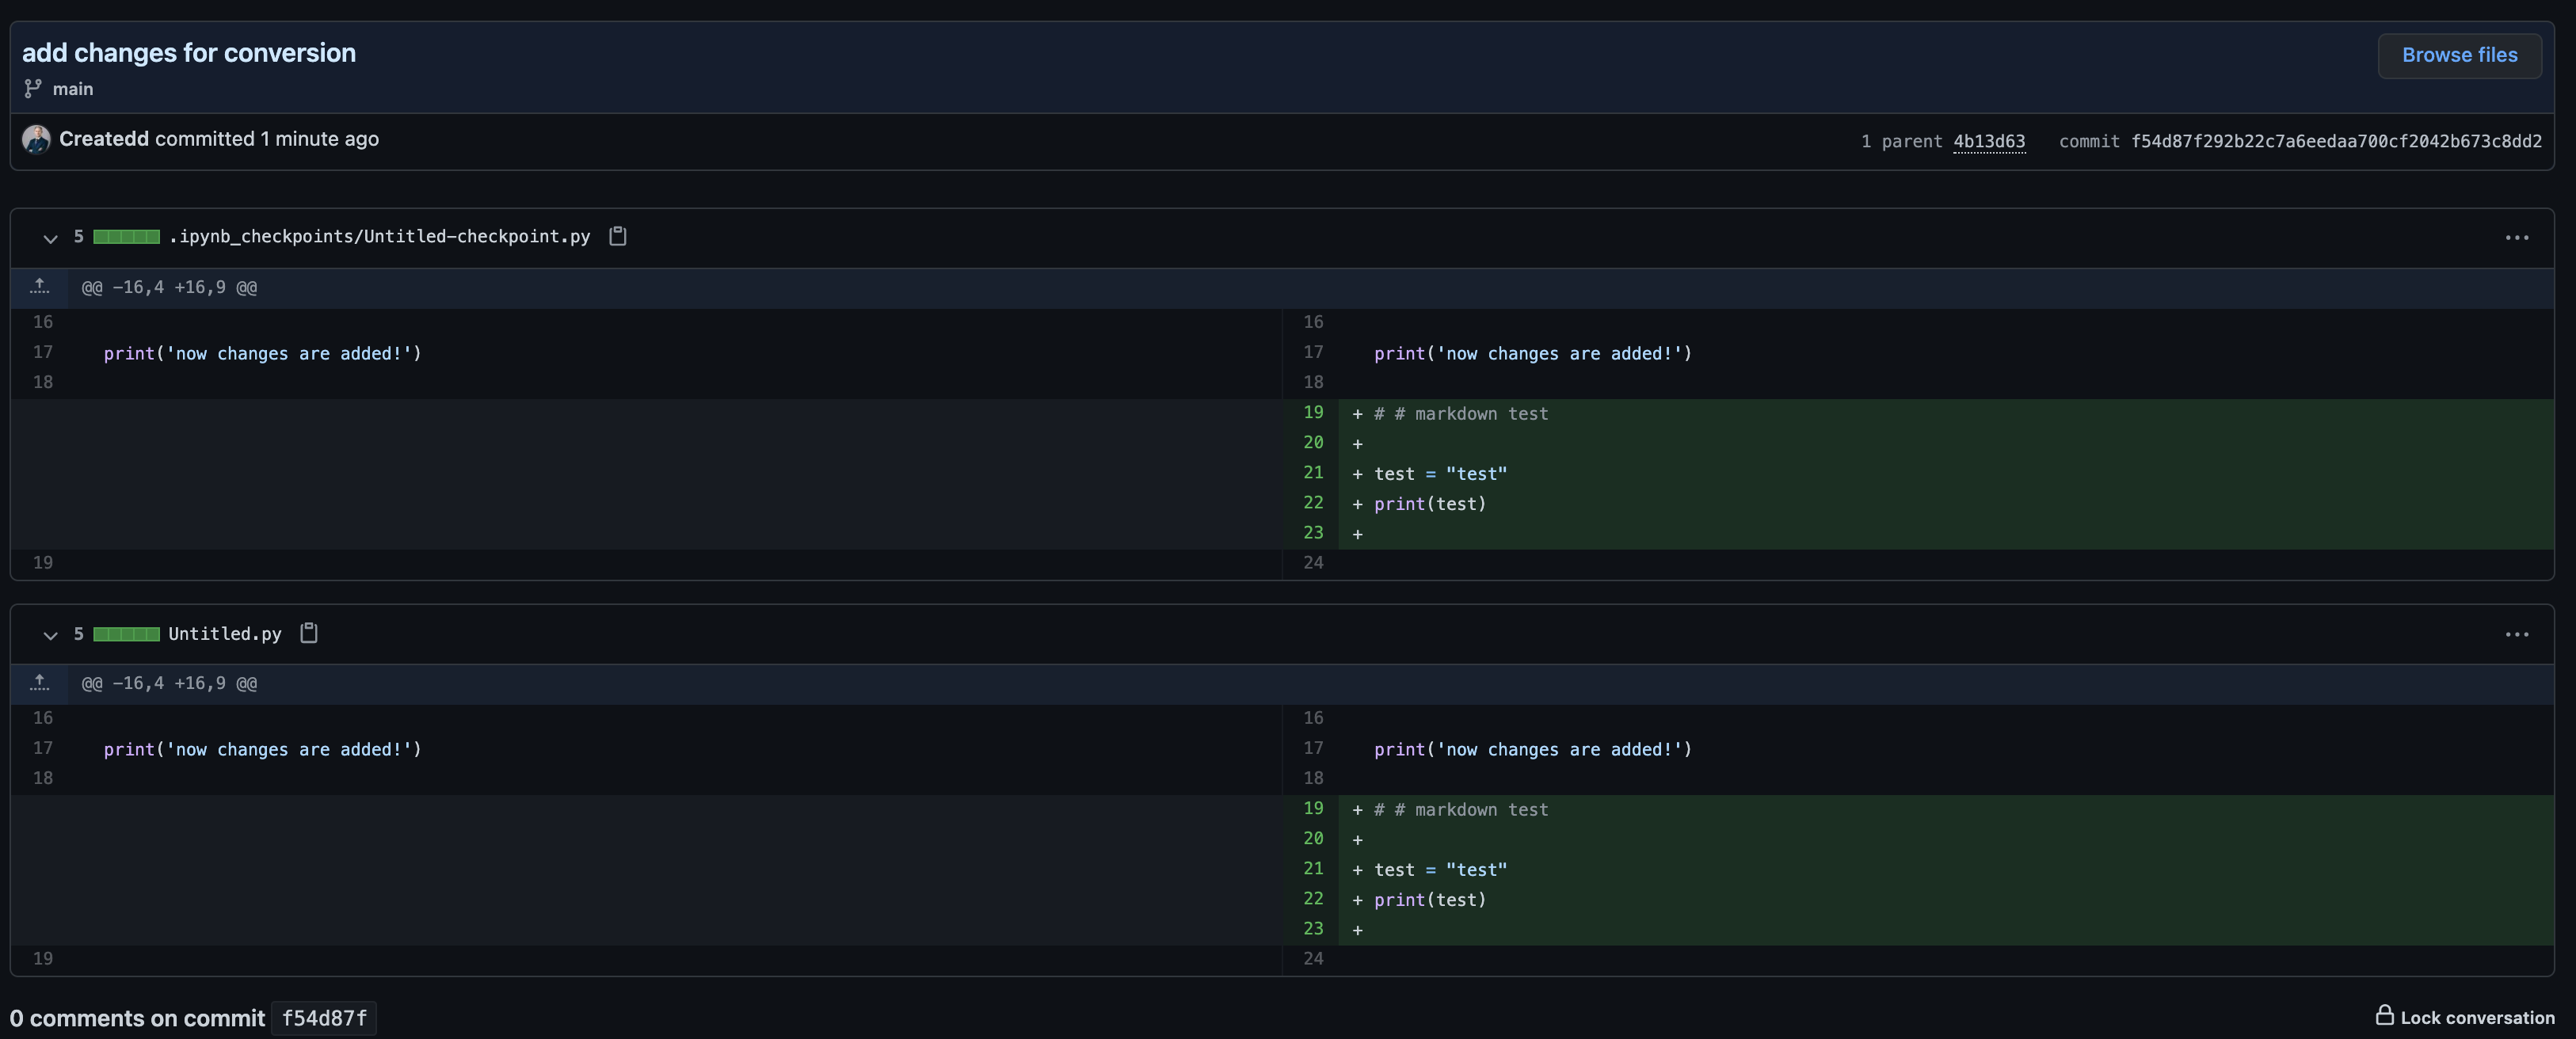 add changes for conversion
Browse files
main
Createdd committed 1 minute ago
1 parent 4b13d63 commit f54d87f292b22c7a6eedaa700cf2042b673c8dd2
5 .ipynb_checkpoints/Untitled-checkpoint.py
@@ -16,4 +16,9 @@
16 16
17 print('now changes are added!') 17 print('now changes are added!')
18 18
19 + # # markdown test
20 +
21 + test = "test"
22 + print(test)
23 +
19 24
5 Untitled.py
@@ -16,4 +16,9 @@
16 16
17 print('now changes are added!') 17 print('now changes are added!')
18 18
19 + # # markdown test
20 +
21 + test = "test"
22 + print(test)
23 +
19 24
0 comments on commit f54d87f
Lock conversation